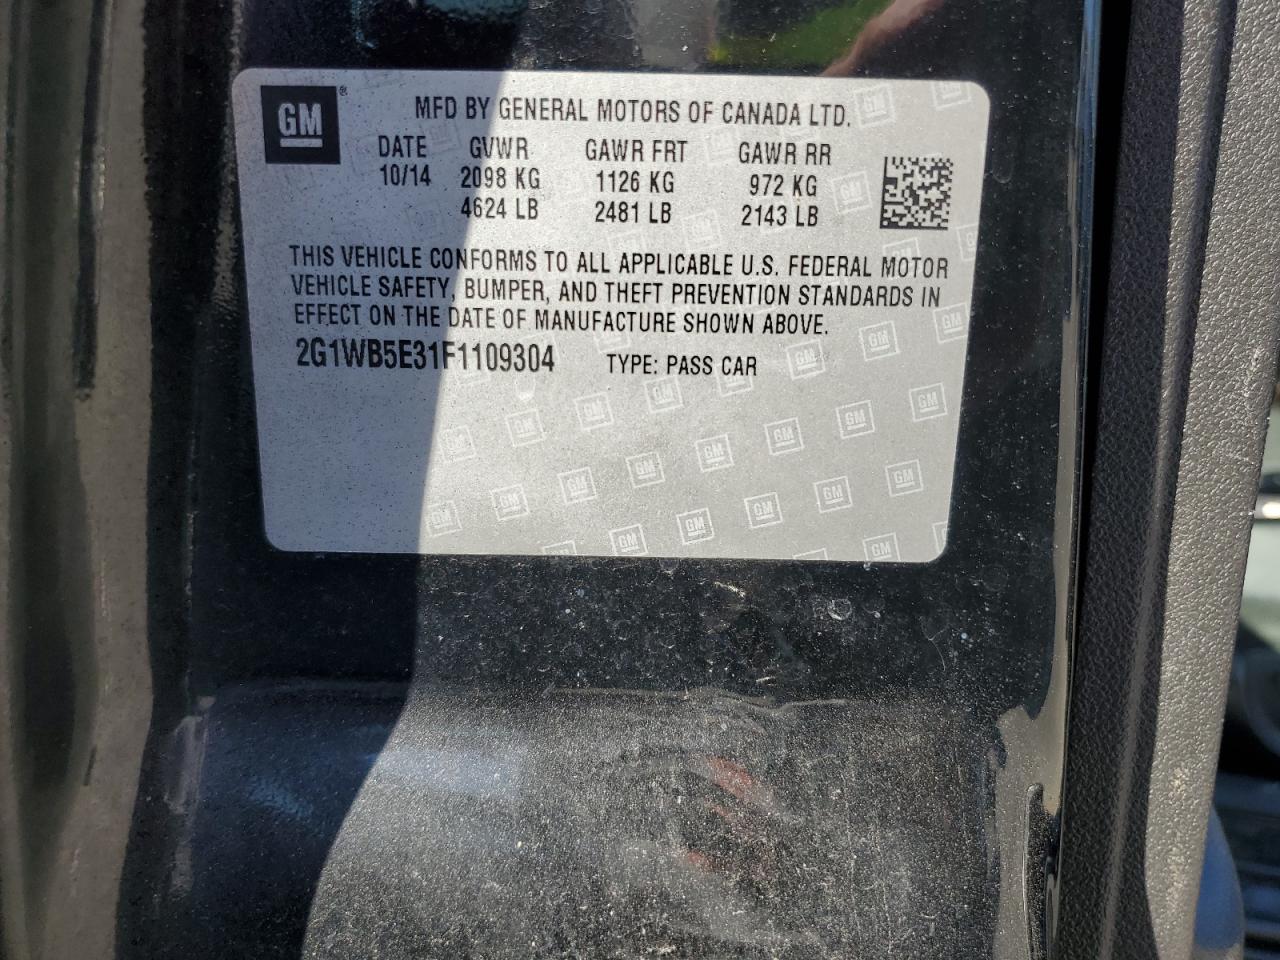 GM®
MFD BY GENERAL MOTORS OF CANADA LTD.
DATE GVWR GAWR FRT GAWR RR
10/14 2098 KG 1126 KG 972 KG
4624 LB 2481 LB 2143 LB
THIS VEHICLE CONFORMS TO ALL APPLICABLE U.S. FEDERAL MOTOR
VEHICLE SAFETY, BUMPER, AND THEFT PREVENTION STANDARDS IN
EFFECT ON THE DATE OF MANUFACTURE SHOWN ABOVE.
2G1WB5E31F1109304 TYPE: PASS CAR